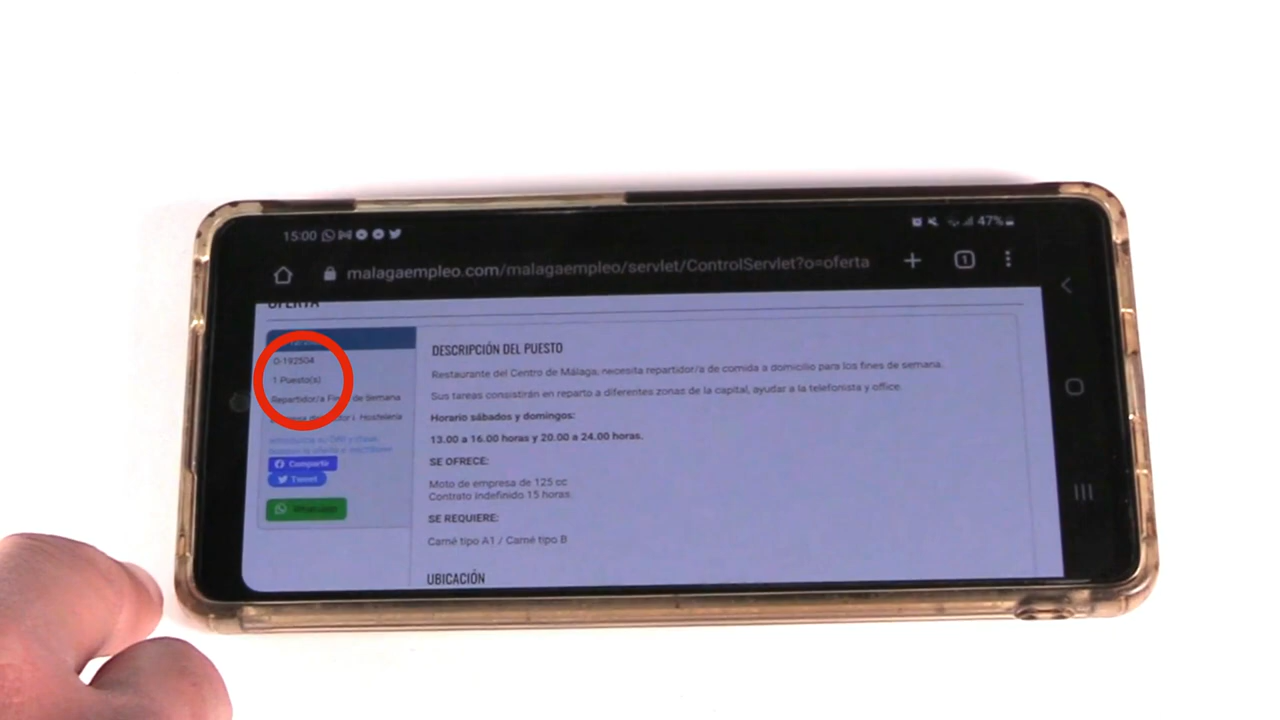 15:00
47%
malagaempleo.com/malagaempleo/servlet/ControlServlet?o=oferta
1
OFERTA
O-192504
1 Puesto(s)
Repartidor/a Fines de Semana
Hostelería
Compartir
Tweet
Whatsapp
DESCRIPCIÓN DEL PUESTO
Restaurante del Centro de Málaga, necesita repartidor/a de comida a domicilio para los fines de semana.
Sus tareas consistirán en reparto a diferentes zonas de la capital, ayudar a la telefonista y office.
Horario sábados y domingos:
13.00 a 16.00 horas y 20.00 a 24.00 horas.
SE OFRECE:
Moto de empresa de 125 cc
Contrato Indefinido 15 horas.
SE REQUIERE:
Carné tipo A1 / Carné tipo B
UBICACIÓN